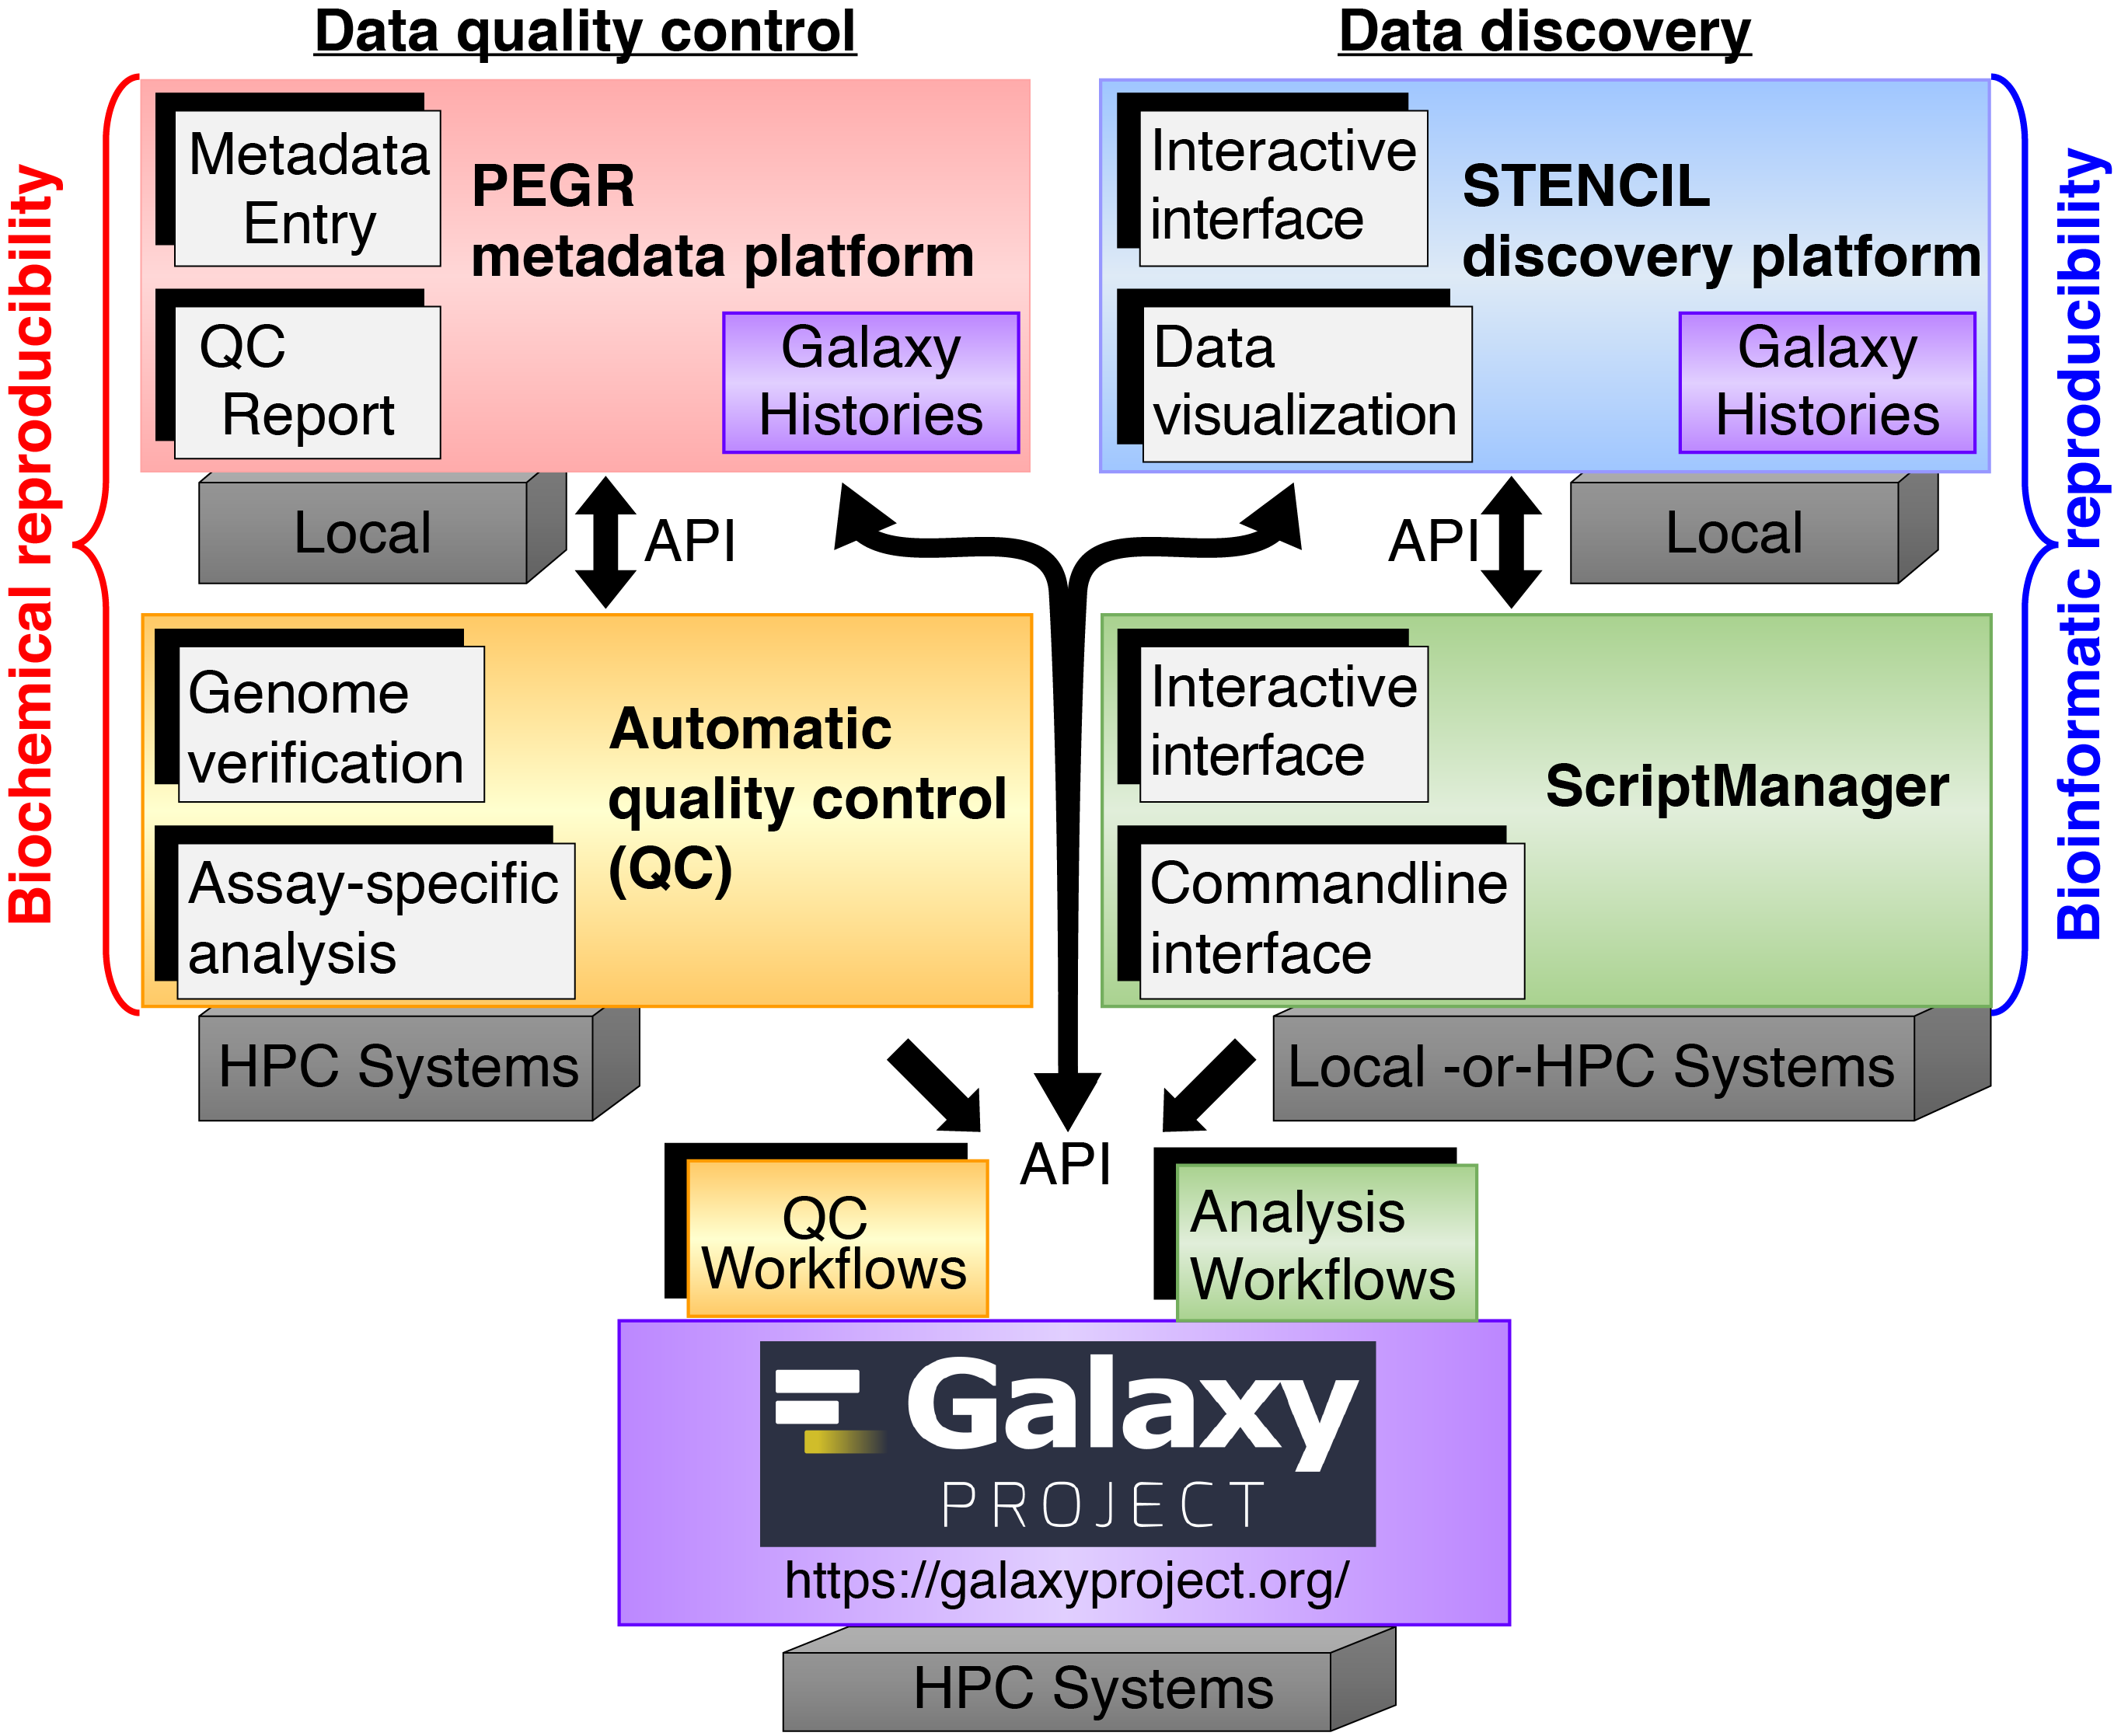 Data quality control
Data discovery
Biochemical reproducibility
Metadata
Entry
PEGR
metadata platform
QC
Report
Galaxy
Histories
Local
API
Interactive
interface
STENCIL
discovery platform
Data
visualization
Galaxy
Histories
API
Local
Bioinformatic reproducibility
Genome
verification
Automatic
quality control
(QC)
Assay-specific
analysis
HPC Systems
Interactive
interface
ScriptManager
Commandline
interface
Local -or-HPC Systems
API
QC
Workflows
Analysis
Workflows
Galaxy
PROJECT
https://galaxyproject.org/
HPC Systems